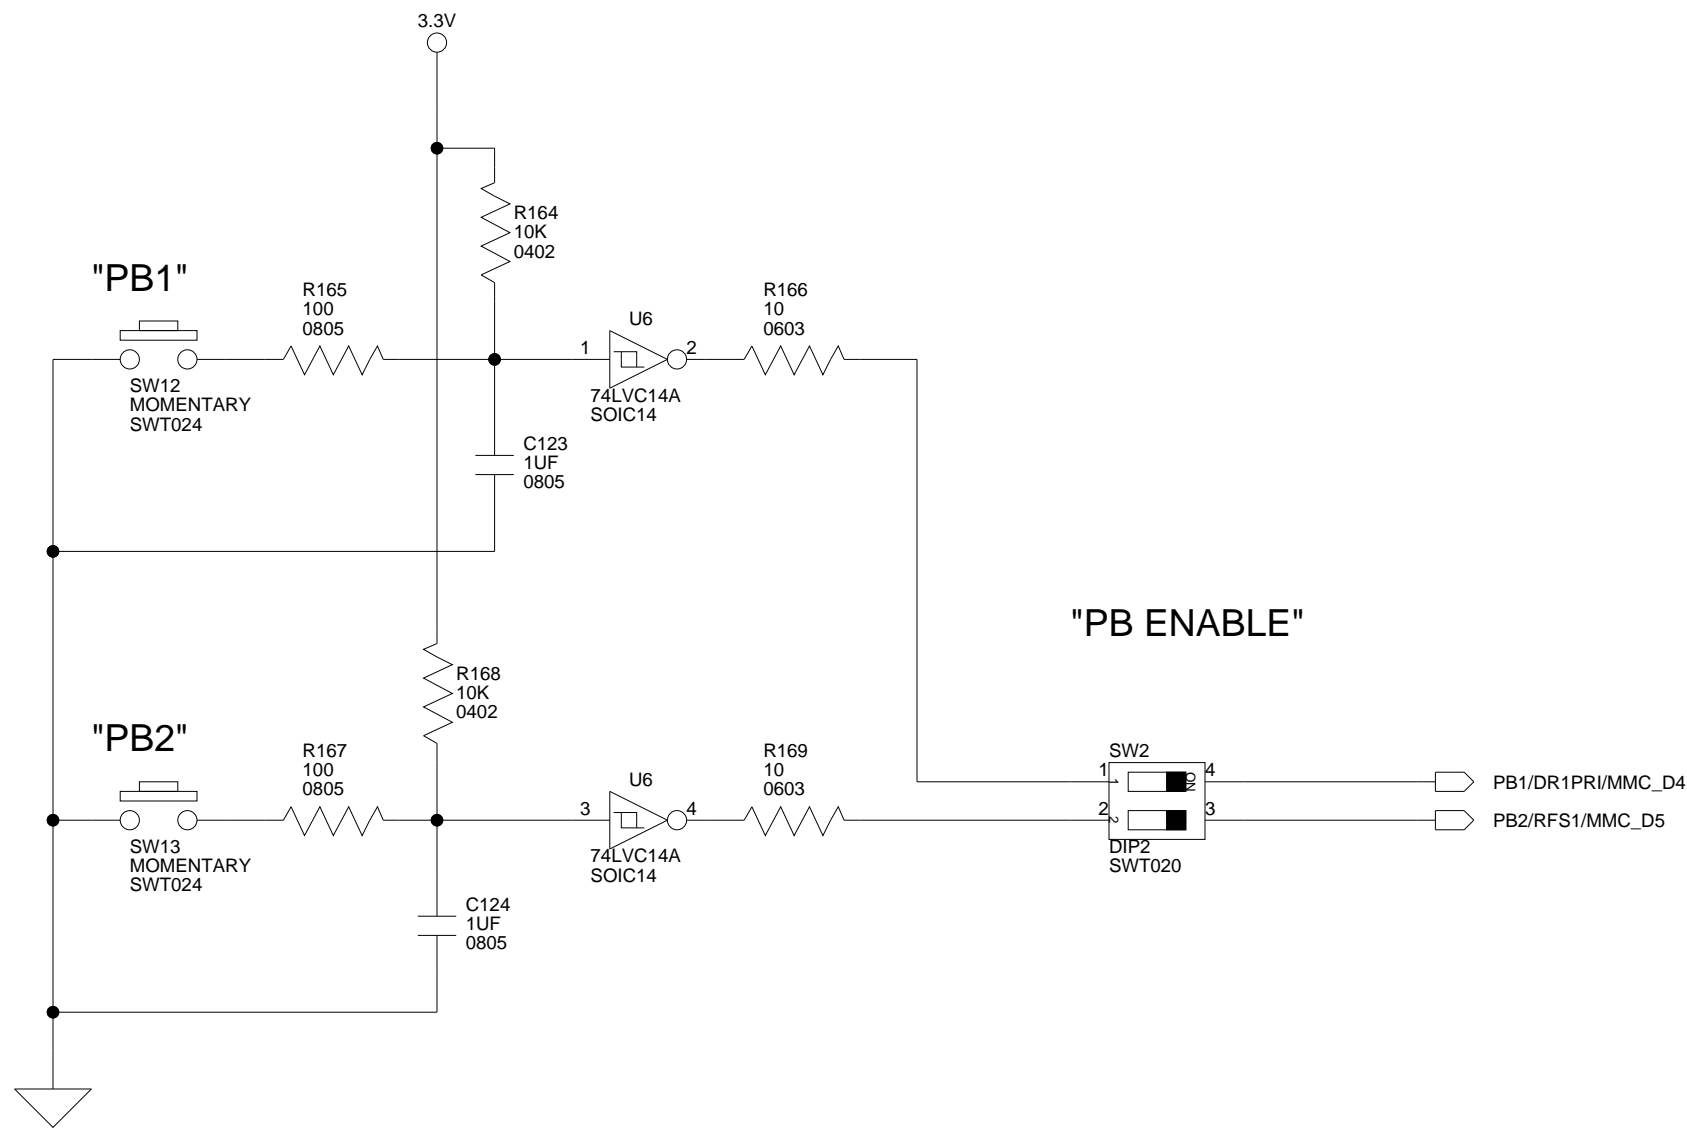 3.3V
R164
10K
0402
"PB1"
R165
100
0805
SW12
MOMENTARY
SWT024
U6
1
2
74LVC14A
SOIC14
R166
10
0603
C123
1UF
0805
"PB ENABLE"
R168
10K
0402
"PB2"
R167
100
0805
SW13
MOMENTARY
SWT024
U6
3
4
74LVC14A
SOIC14
R169
10
0603
C124
1UF
0805
SW2
1
1
ON
4
2
2
3
DIP2
SWT020
PB1/DR1PRI/MMC_D4
PB2/RFS1/MMC_D5